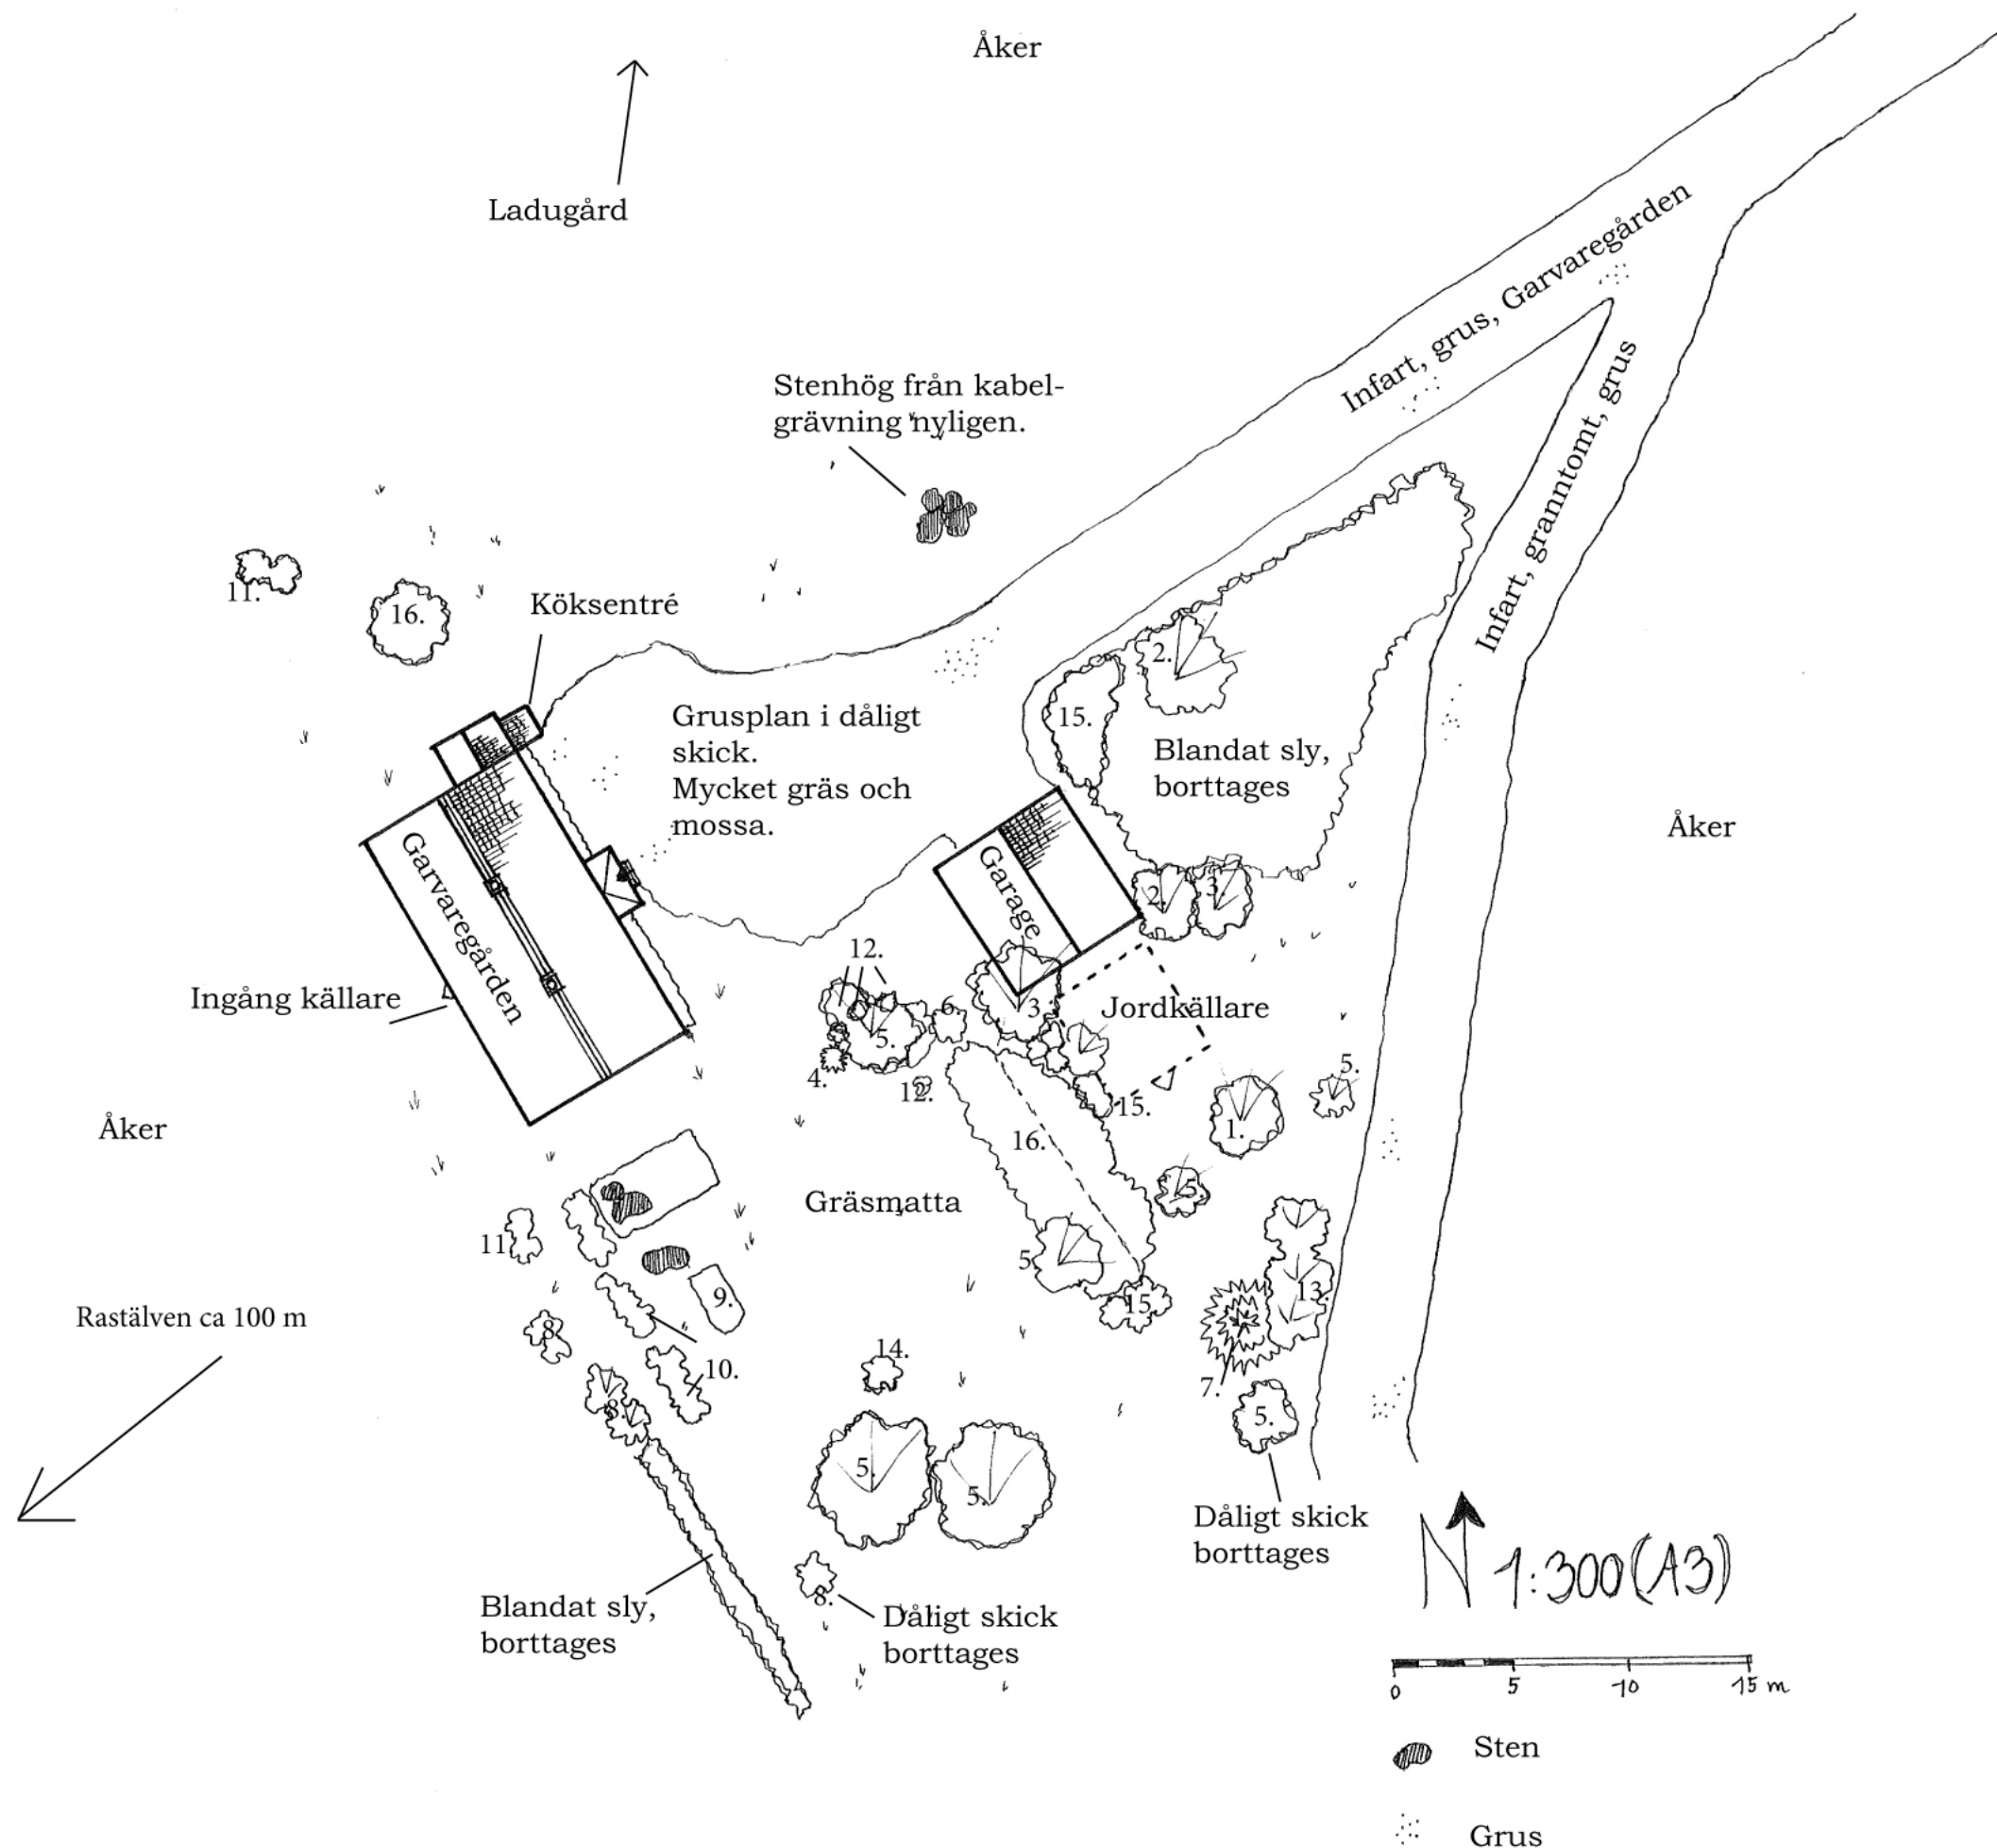 Åker
Ladugård
Infart, grus, Garvaregården
Infart, granntomt, grus
Stenhög från kabel-
grävning nyligen.
11.
16.
Köksentré
Grusplan i dåligt
skick.
Mycket gräs och
mossa.
2.
15.
Blandat sly,
borttages
Åker
Garvaregården
Garage
2.
3.
Ingång källare
12.
5.
6.
3.
Jordkällare
4.
12.
15.
5.
1.
Åker
16.
5.
Gräsmatta
11.
5.
15.
13.
9.
Rastälven ca 100 m
8.
10.
14.
7.
8.
5.
5.
5.
Dåligt skick
borttages
N 1:300 (A3)
Blandat sly,
borttages
8.
Dåligt skick
borttages
0 5 10 15 m
Sten
Grus